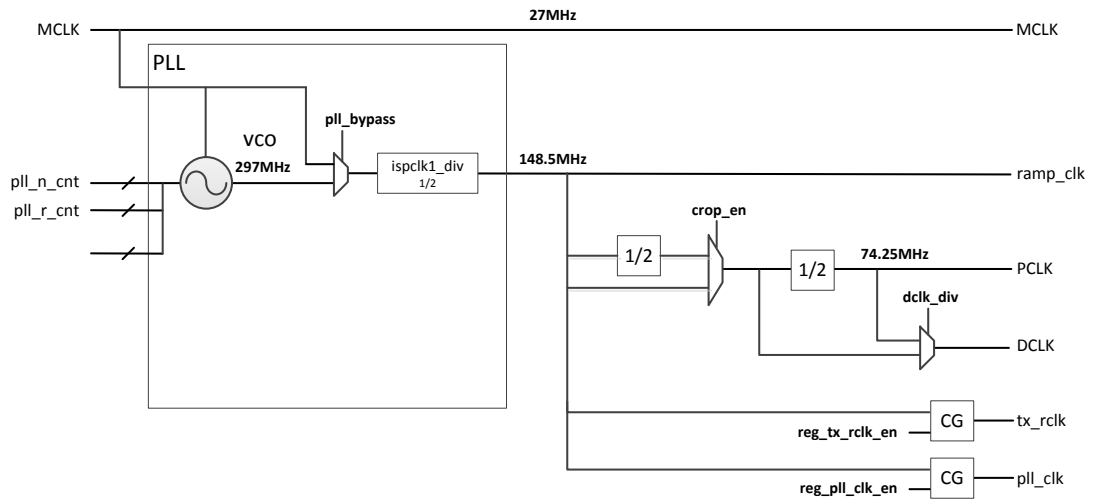 27MHz
MCLK
MCLK
PLL
pll_bypass
VCO
297MHz
ispclk1_div
1/2
148.5MHz
ramp_clk
pll_n_cnt
pll_r_cnt
crop_en
1/2
1/2
74.25MHz
PCLK
dclk_div
DCLK
CG
tx_rclk
reg_tx_rclk_en
CG
pll_clk
reg_pll_clk_en